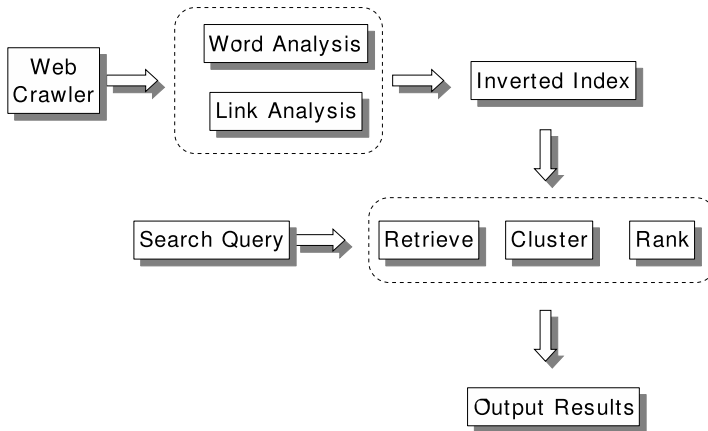 Web
Crawler
Word Analysis
Link Analysis
Inverted Index
Search Query
Retrieve
Cluster
Rank
Output Results